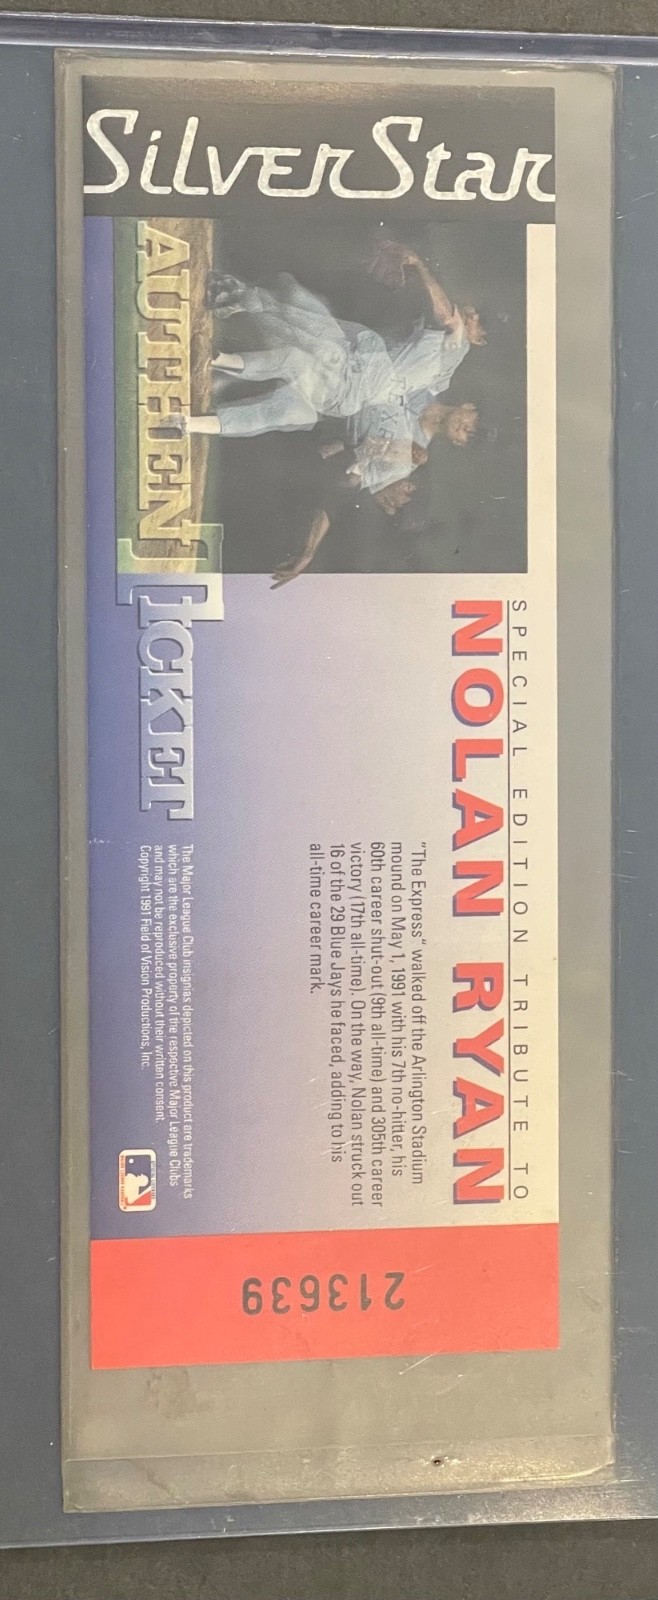 SilverStar
SPECIAL EDITION TRIBUTE TO
NOLAN RYAN
"The Express" walked off the Arlington Stadium
mound on May 1, 1991 with his 7th no-hitter, his
60th career shut-out (9th all-time) and 305th career
victory (17th all-time). On the way, Nolan struck out
16 of the 29 Blue Jays he faced, adding to his
all-time career mark.
AUTHENTICKET
The Major League Club insignias depicted on this product are trademarks
which are the exclusive property of the respective Major League Clubs
and may not be reproduced without their written consent.
Copyright 1991 Field of Vision Productions, Inc.
213639